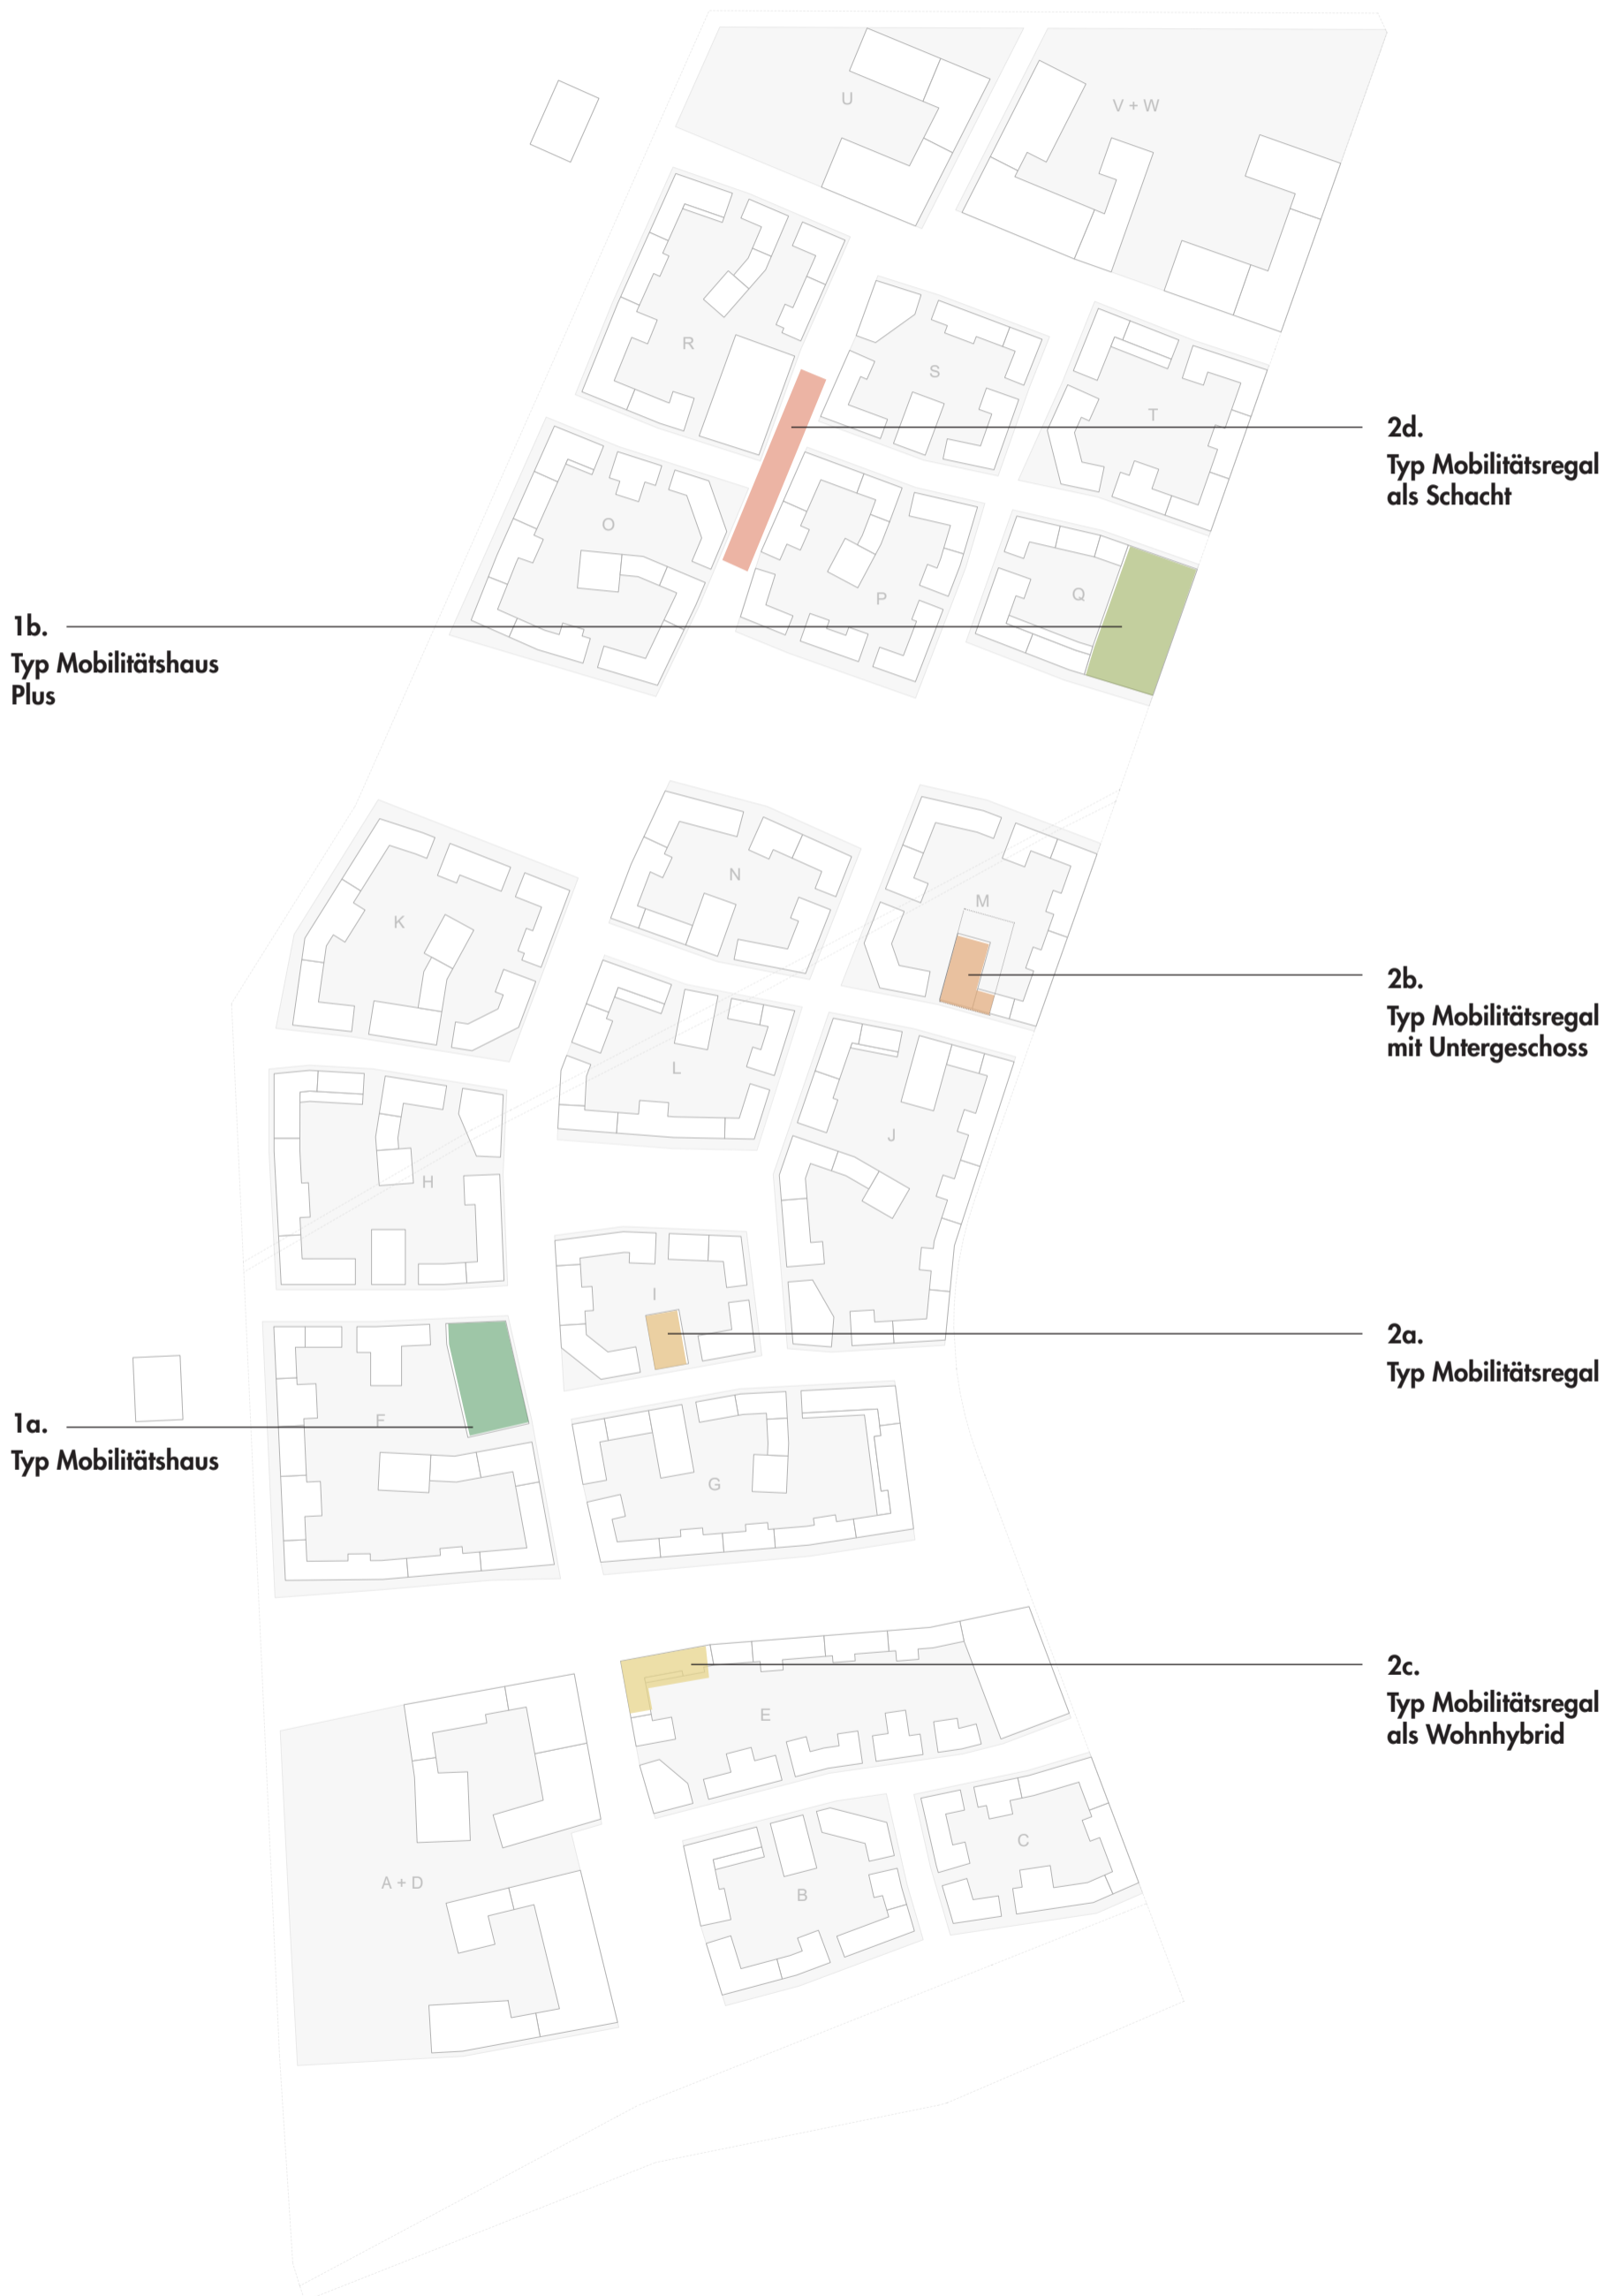 U
V + W
R
S
T
2d.
Typ Mobilitätsregal
als Schacht
O
P
Q
1b.
Typ Mobilitätshaus
Plus
N
M
K
2b.
Typ Mobilitätsregal
mit Untergeschoss
L
J
H
I
2a.
Typ Mobilitätsregal
F
1a.
Typ Mobilitätshaus
G
2c.
Typ Mobilitätsregal
als Wohnhybrid
E
C
A + D
B